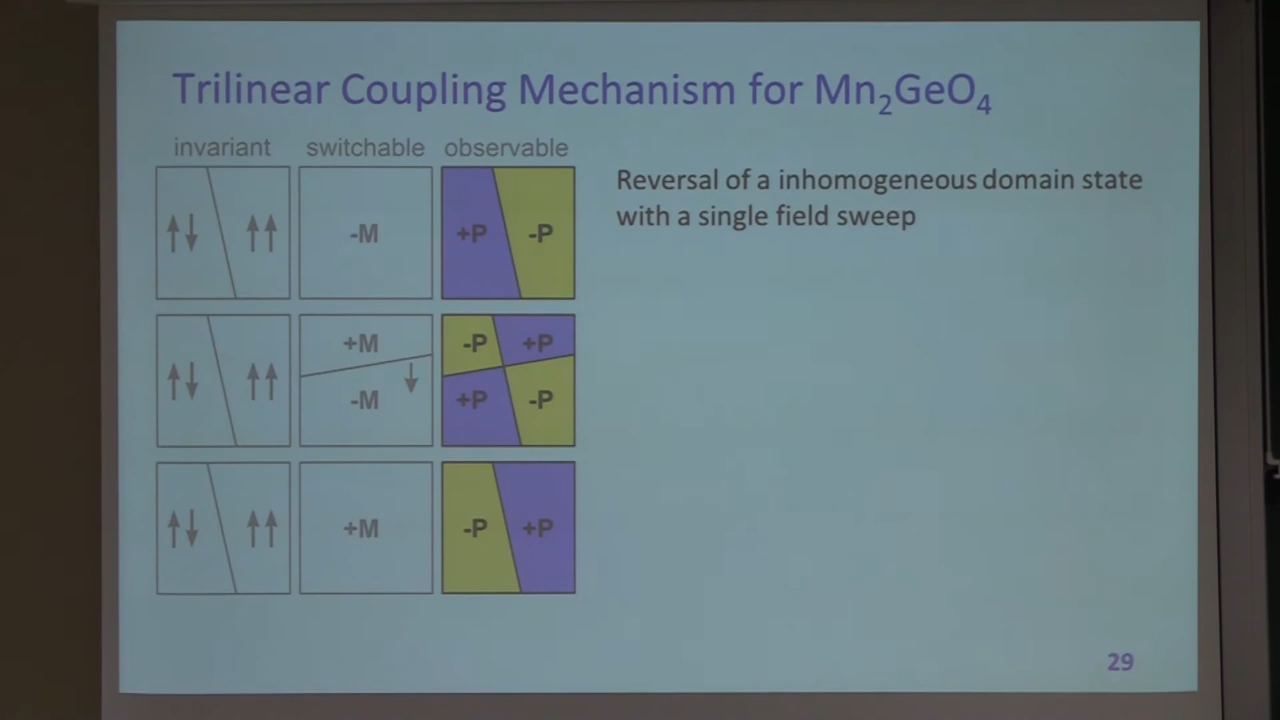 Trilinear Coupling Mechanism for Mn₂GeO₄
invariant switchable observable
Reversal of a inhomogeneous domain state
with a single field sweep
↑↓ ↑↑ -M +P -P
+M -P +P
↑↓ ↑↑ ↓
-M +P -P
↑↓ ↑↑ +M -P +P
29